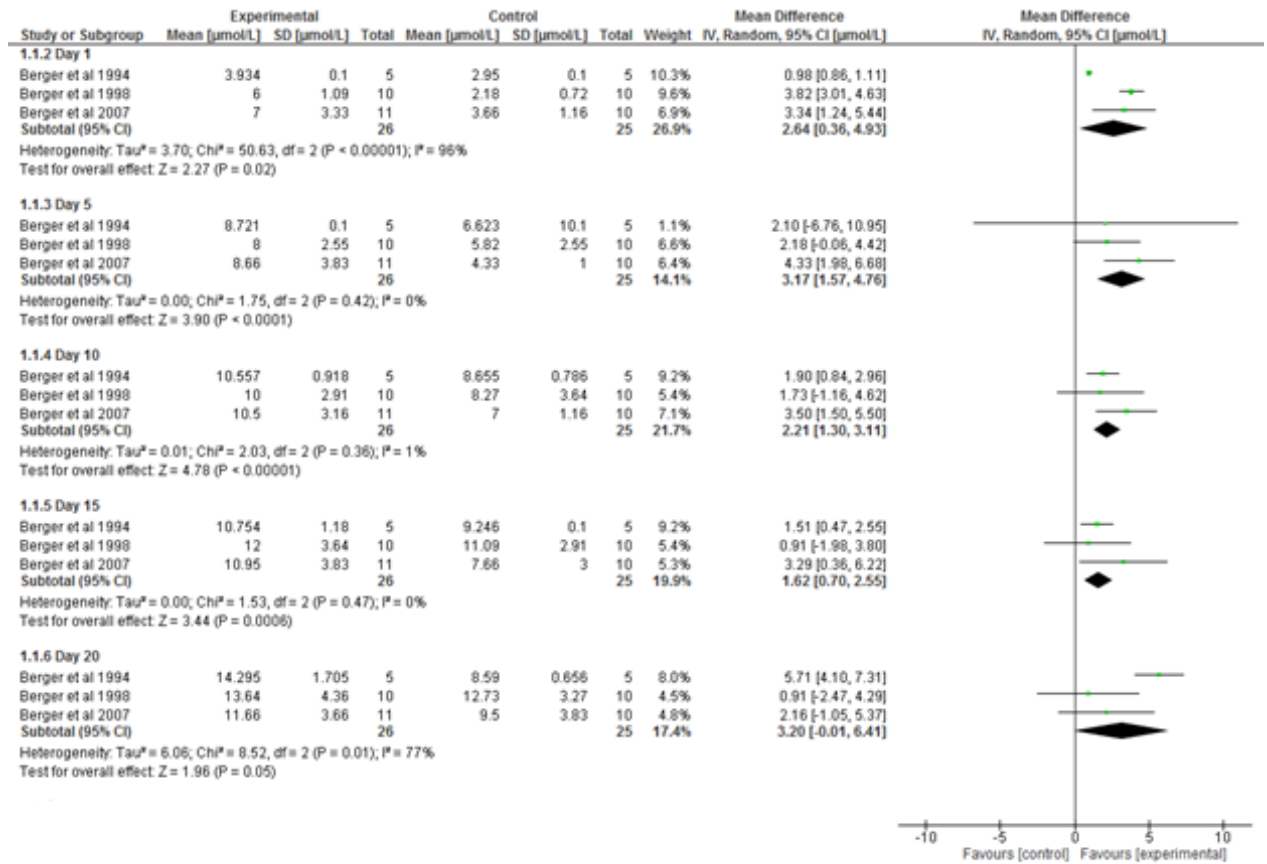 Experimental Control Mean Difference Mean Difference
Study or Subgroup Mean [µmol/L] SD [µmol/L] Total Mean [µmol/L] SD [µmol/L] Total Weight IV, Random, 95% CI [µmol/L] IV, Random, 95% CI [µmol/L]
1.1.2 Day 1
Berger et al 1994 3.934 0.1 5 2.95 0.1 5 10.3% 0.98 [0.86, 1.11]
Berger et al 1998 6 1.09 10 2.18 0.72 10 9.6% 3.82 [3.01, 4.63]
Berger et al 2007 7 3.33 11 3.66 1.16 10 6.9% 3.34 [1.24, 5.44]
Subtotal (95% CI) 26 25 26.9% 2.64 [0.36, 4.93]
Heterogeneity: Tau² = 3.70; Chi² = 50.63, df = 2 (P < 0.00001); I² = 96%
Test for overall effect: Z = 2.27 (P = 0.02)
1.1.3 Day 5
Berger et al 1994 8.721 0.1 5 6.623 10.1 5 1.1% 2.10 [-6.76, 10.95]
Berger et al 1998 8 2.55 10 5.82 2.55 10 6.6% 2.18 [-0.06, 4.42]
Berger et al 2007 8.66 3.83 11 4.33 1 10 6.4% 4.33 [1.98, 6.68]
Subtotal (95% CI) 26 25 14.1% 3.17 [1.57, 4.76]
Heterogeneity: Tau² = 0.00; Chi² = 1.75, df = 2 (P = 0.42); I² = 0%
Test for overall effect: Z = 3.90 (P < 0.0001)
1.1.4 Day 10
Berger et al 1994 10.557 0.918 5 8.655 0.786 5 9.2% 1.90 [0.84, 2.96]
Berger et al 1998 10 2.91 10 8.27 3.64 10 5.4% 1.73 [-1.16, 4.62]
Berger et al 2007 10.5 3.16 11 7 1.16 10 7.1% 3.50 [1.50, 5.50]
Subtotal (95% CI) 26 25 21.7% 2.21 [1.30, 3.11]
Heterogeneity: Tau² = 0.01; Chi² = 2.03, df = 2 (P = 0.36); I² = 1%
Test for overall effect: Z = 4.78 (P < 0.00001)
1.1.5 Day 15
Berger et al 1994 10.754 1.18 5 9.246 0.1 5 9.2% 1.51 [0.47, 2.55]
Berger et al 1998 12 3.64 10 11.09 2.91 10 5.4% 0.91 [-1.98, 3.80]
Berger et al 2007 10.95 3.83 11 7.66 3 10 5.3% 3.29 [0.36, 6.22]
Subtotal (95% CI) 26 25 19.9% 1.62 [0.70, 2.55]
Heterogeneity: Tau² = 0.00; Chi² = 1.53, df = 2 (P = 0.47); I² = 0%
Test for overall effect: Z = 3.44 (P = 0.0006)
1.1.6 Day 20
Berger et al 1994 14.295 1.705 5 8.59 0.656 5 8.0% 5.71 [4.10, 7.31]
Berger et al 1998 13.64 4.36 10 12.73 3.27 10 4.5% 0.91 [-2.47, 4.29]
Berger et al 2007 11.66 3.66 11 9.5 3.83 10 4.8% 2.16 [-1.05, 5.37]
Subtotal (95% CI) 26 25 17.4% 3.20 [-0.01, 6.41]
Heterogeneity: Tau² = 6.06; Chi² = 8.52, df = 2 (P = 0.01); I² = 77%
Test for overall effect: Z = 1.96 (P = 0.05)
-10 -5 0 5 10
Favours [control] Favours [experimental]